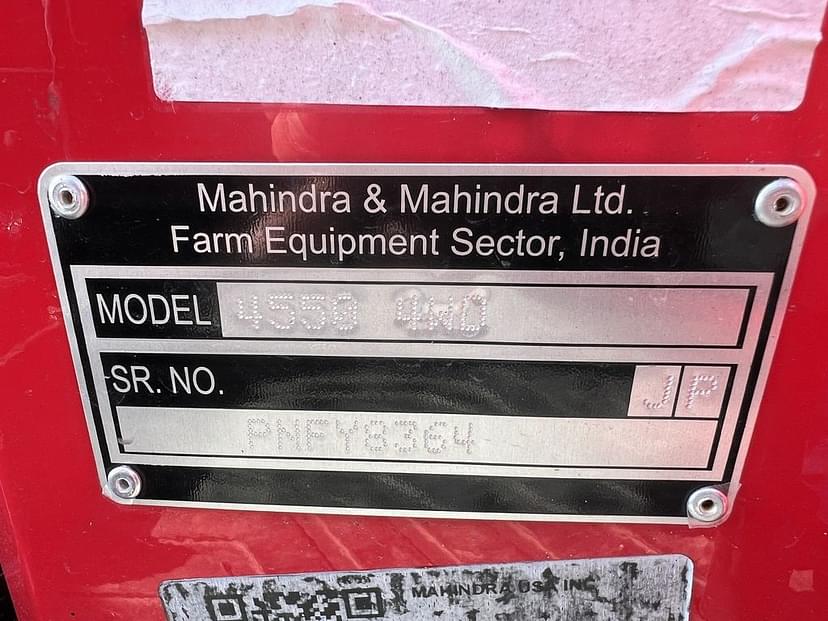 Mahindra & Mahindra Ltd.
Farm Equipment Sector, India
MODEL 4550 4WD
SR. NO. JP
PNFY8364
MAHINDRA USA INC